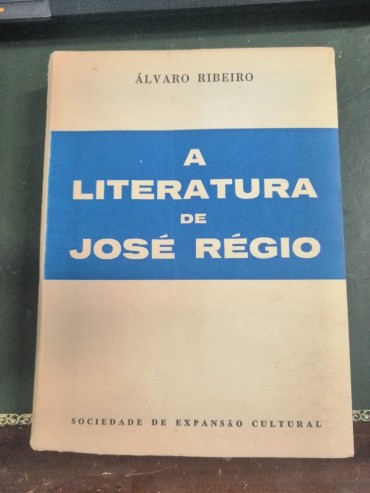 ÁLVARO RIBEIRO
A
LITERATURA
DE
JOSÉ RÉGIO
SOCIEDADE DE EXPANSÃO CULTURAL